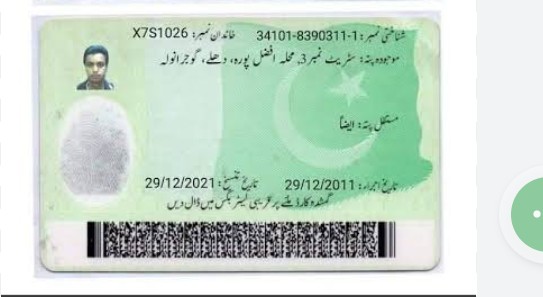 شناختی نمبر: 34101-8390311-1 خاندان نمبر: X7S1026
موجودہ پتہ: سٹریٹ نمبر 3، محلہ افضل پورہ، دھلے، گوجرانوالہ
مستقل پتہ: ایضاً
تاریخ اجراء: 29/12/2011 تاریخ تنسیخ: 29/12/2021
گمشدہ کارڈ ملنے پر قریبی لیٹر بکس میں ڈال دیں